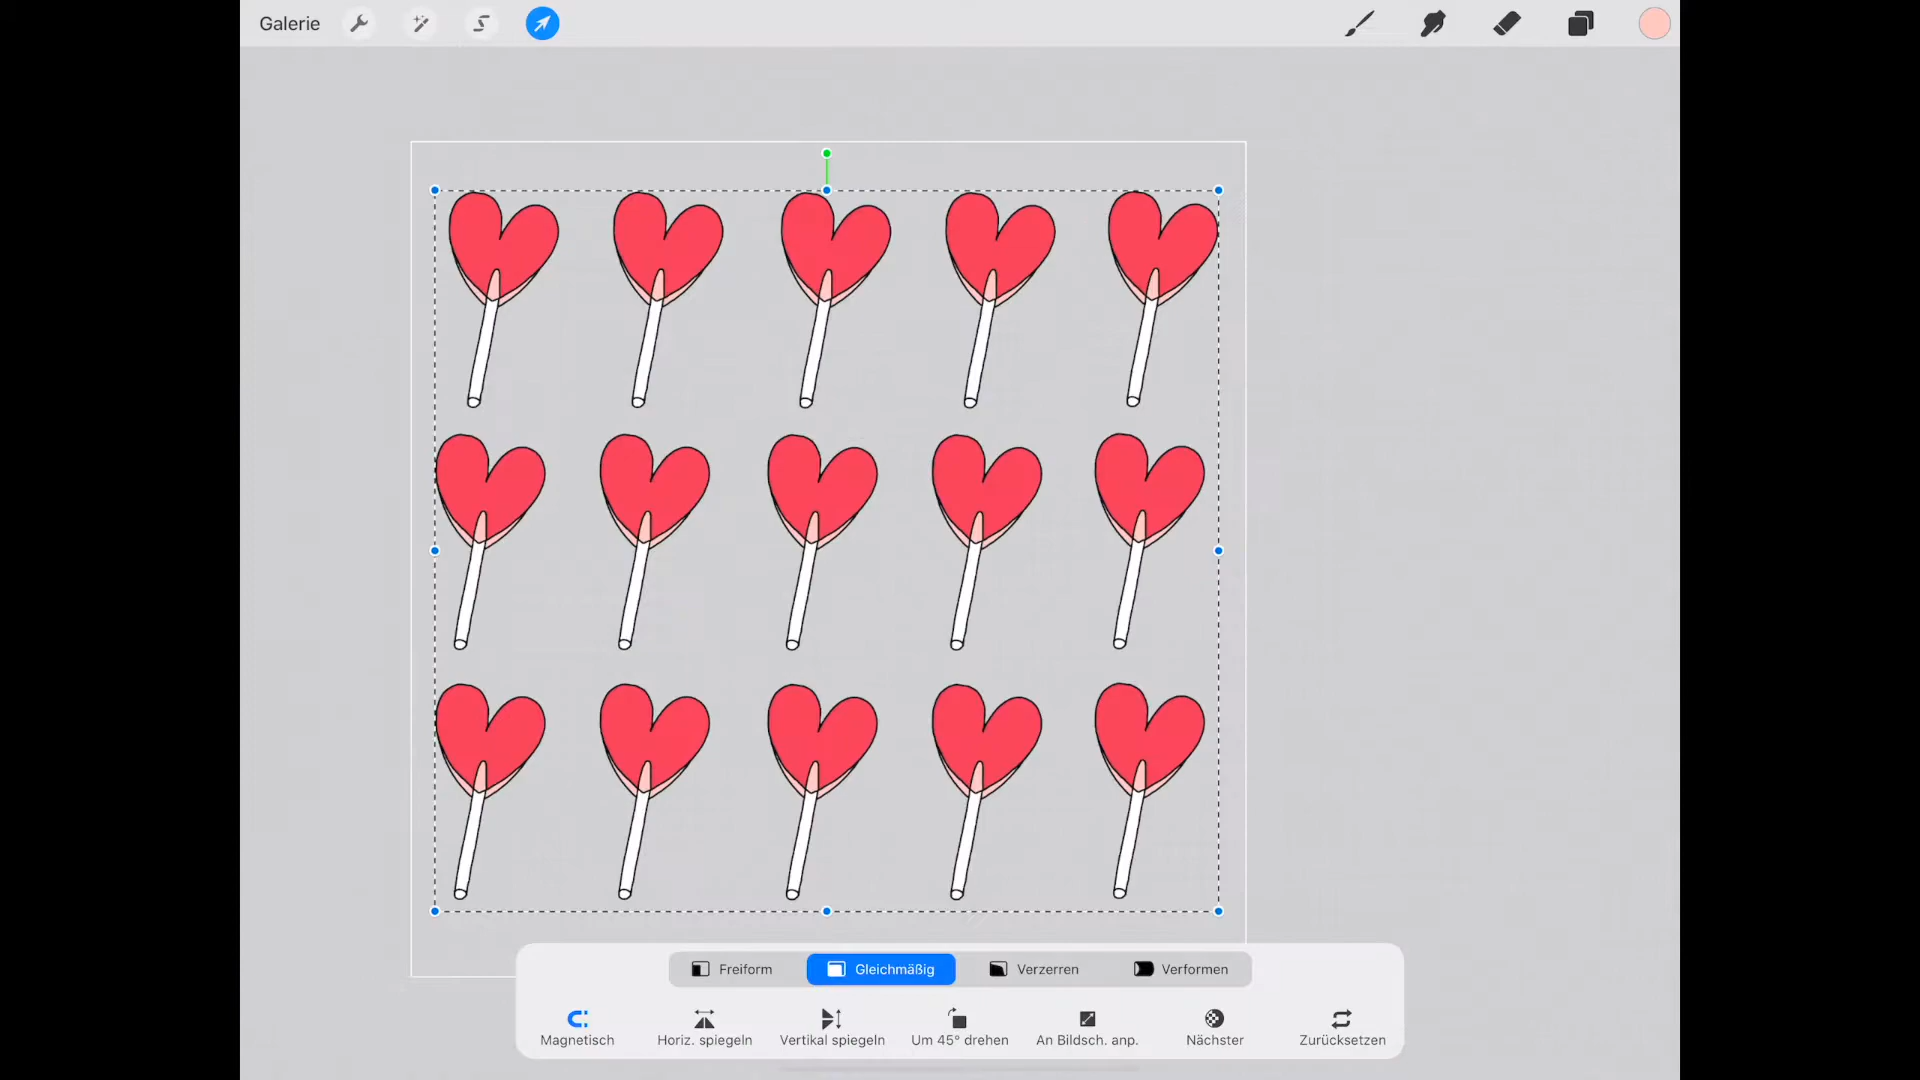 Galerie
Freiform Gleichmäßig Verzerren Verformen
Magnetisch Horiz. spiegeln Vertikal spiegeln Um 45° drehen An Bildsch. anp. Nächster Zurücksetzen